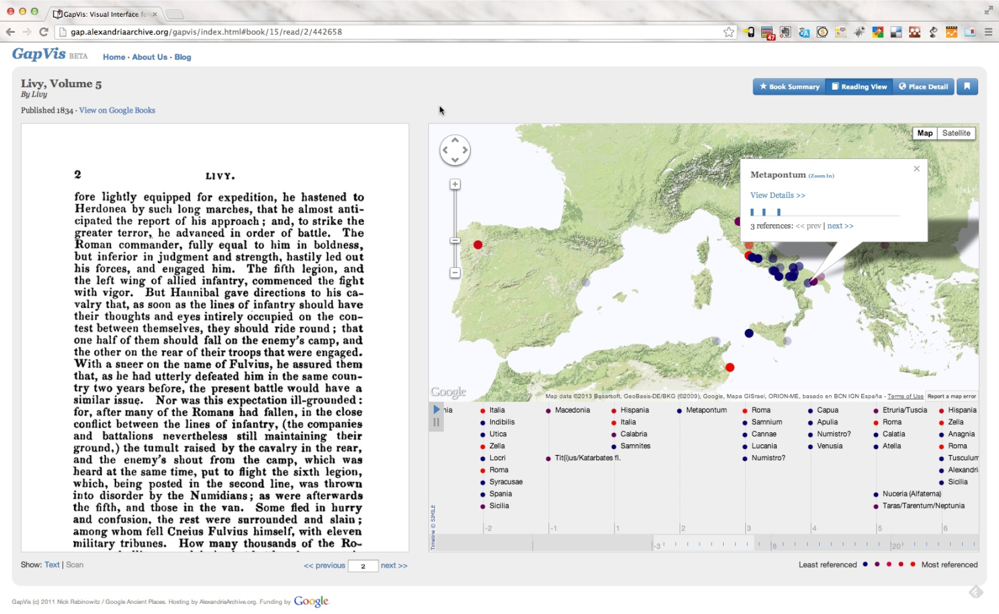 GapVis: Visual Interface fo
gap.alexandriaarchive.org/gapvis/index.html#book/15/read/2/442658
47
GapVis BETA
Home · About Us · Blog
Livy, Volume 5
By Livy
Published 1834 · View on Google Books
Book Summary
Reading View
Place Detail
2
LIVY.
fore lightly equipped for expedition, he hastened to
Herdonea by such long marches, that he almost anti-
cipated the report of his approach; and, to strike the
greater terror, he advanced in order of battle. The
Roman commander, fully equal to him in boldness,
but inferior in judgment and strength, hastily led out
his forces, and engaged him. The fifth legion, and
the left wing of allied infantry, commenced the fight
with vigor. But Hannibal gave directions to his ca-
valry that, as soon as the lines of infantry should have
their thoughts and eyes intirely occupied on the con-
test between themselves, they should ride round; that
one half of them should fall on the enemy's camp, and
the other on the rear of their troops that were engaged.
With a sneer on the name of Fulvius, he assured them
that, as he had utterly defeated him in the same coun-
try two years before, the present battle would have a
similar issue. Nor was this expectation ill-grounded:
for, after many of the Romans had fallen, in the close
conflict between the lines of infantry, (the companies
and battalions nevertheless still maintaining their
ground,) the tumult raised by the cavalry in the rear,
and the enemy's shout from the camp, which was
heard at the same time, put to flight the sixth legion,
which, being posted in the second line, was thrown
into disorder by the Numidians; as were afterwards
the fifth, and those in the van. Some fled in hurry
and confusion, the rest were surrounded and slain;
among whom fell Cneius Fulvius himself, with eleven
military tribunes. How many thousands of the Ro-
Show: Text | Scan
<< previous 2 next >>
Map Satellite
Metapontum (Zoom In)
View Details >>
3 references: << prev | next >>
Google
Map data ©2013 Basarsoft, GeoBasis-DE/BKG (©2009), Google, Mapa GISrael, ORION-ME, basado en BCN IGN España - Terms of Use
Report a map error
nia
Italia
Indibilis
Utica
Zella
Locri
Roma
Syracusae
Spania
Sicilia
Macedonia
Tit(i)us/Katarbates fl.
Hispania
Italia
Calabria
Samnites
Metapontum
Roma
Samnium
Cannae
Lucania
Numistro?
Capua
Apulia
Numistro?
Venusia
Etruria/Tuscia
Roma
Calatia
Atella
Nuceria (Alfaterna)
Taras/Tarentum/Neptunia
Hispania
Zella
Anagnia
Roma
Tusculum
Alexandri
Sicilia
-2 -1 1 2 3 4 5 6
-3 8 20
Timeline © SIMILE
Least referenced
Most referenced
GapVis (c) 2011 Nick Rabinowitz / Google Ancient Places. Hosting by AlexandriaArchive.org. Funding by Google.